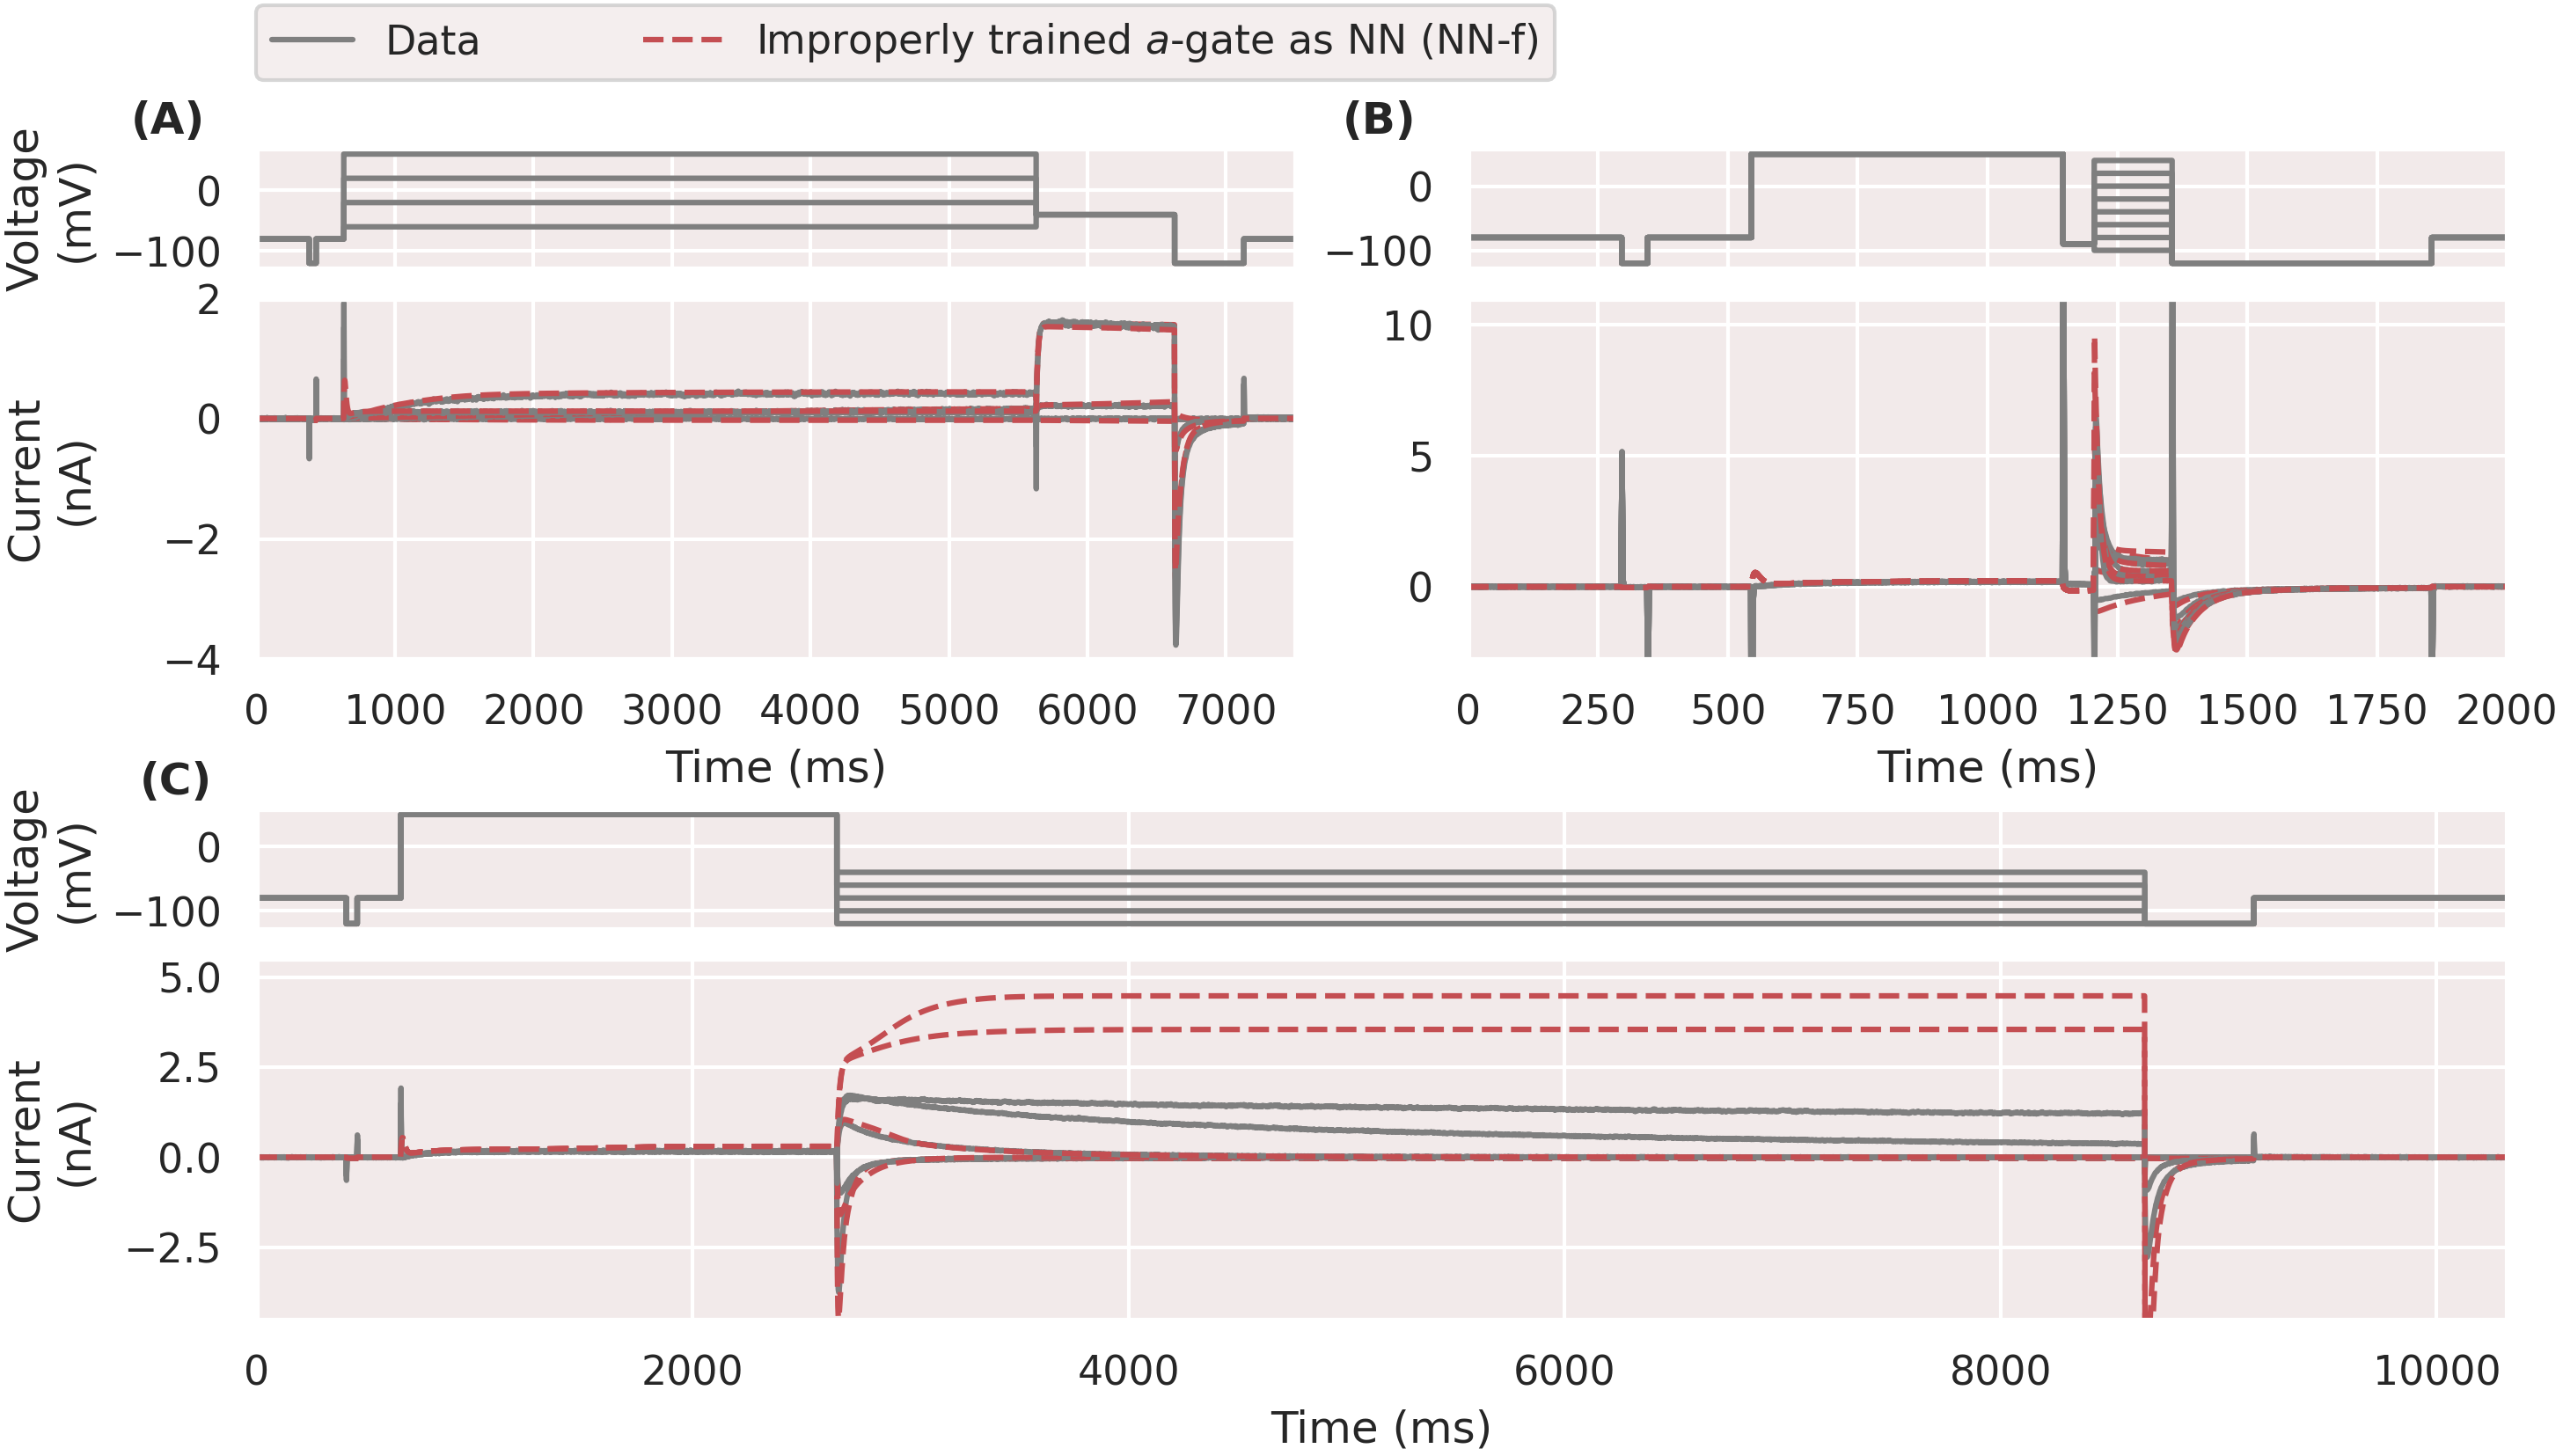 Data
Improperly trained a-gate as NN (NN-f)
(A)
Voltage
(mV)
0
−100
Current
(nA)
2
0
−2
−4
0 1000 2000 3000 4000 5000 6000 7000
Time (ms)
(B)
0
−100
10
5
0
0 250 500 750 1000 1250 1500 1750 2000
Time (ms)
(C)
Voltage
(mV)
0
−100
Current
(nA)
5.0
2.5
0.0
−2.5
0 2000 4000 6000 8000 10000
Time (ms)